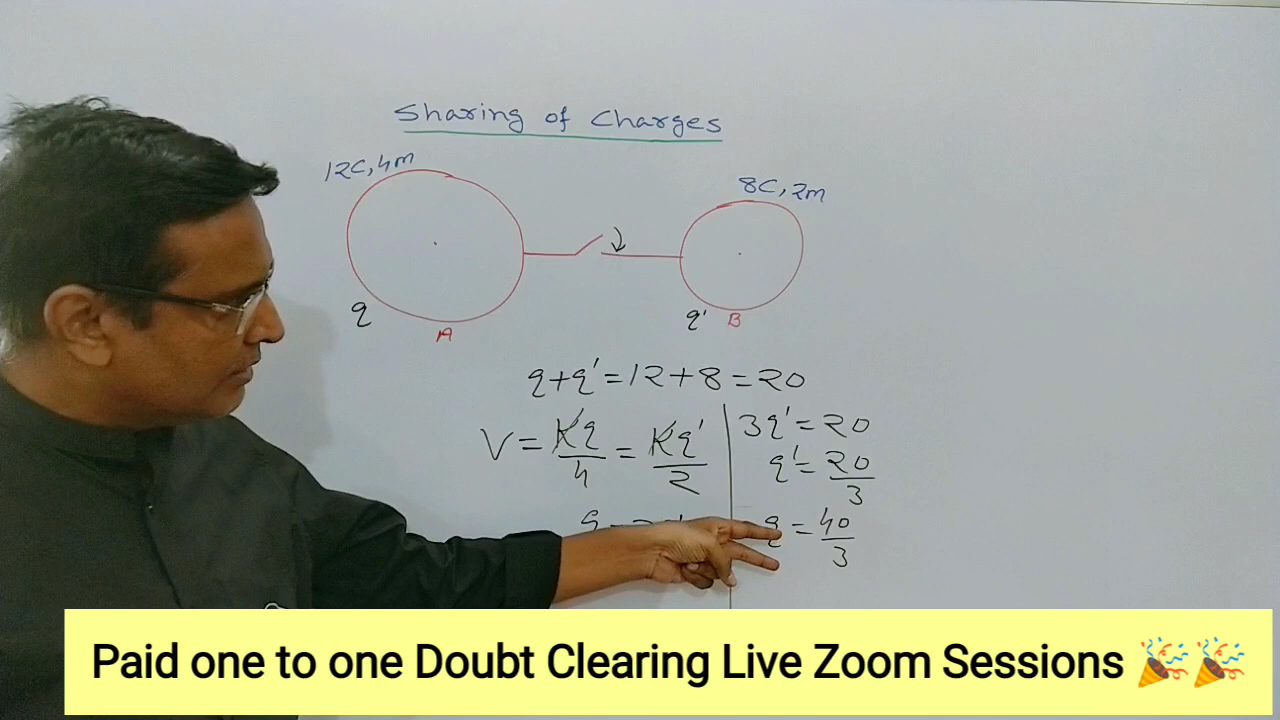 Sharing of Charges
12C, 4m
8C, 2m
q
A
q' B
q+q'=12+8=20
V = Kq/4 = Kq'/2
3q'=20
q'=20/3
q=40/3
Paid one to one Doubt Clearing Live Zoom Sessions 🎉🎉